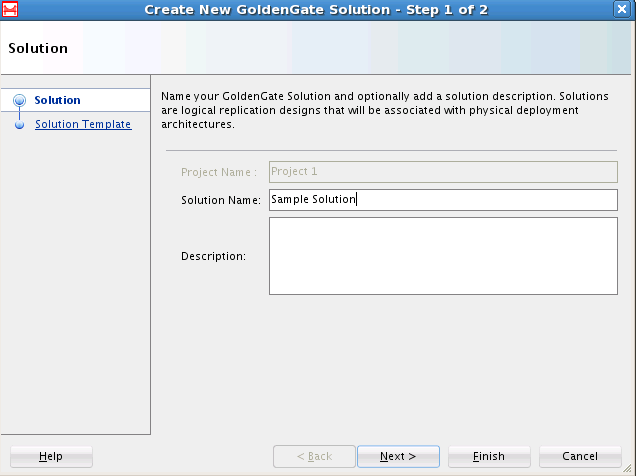 Create New GoldenGate Solution - Step 1 of 2
Solution
Solution
Solution Template
Name your GoldenGate Solution and optionally add a solution description. Solutions
are logical replication designs that will be associated with physical deployment
architectures.
Project Name : Project 1
Solution Name: Sample Solution
Description:
Help < Back Next > Finish Cancel